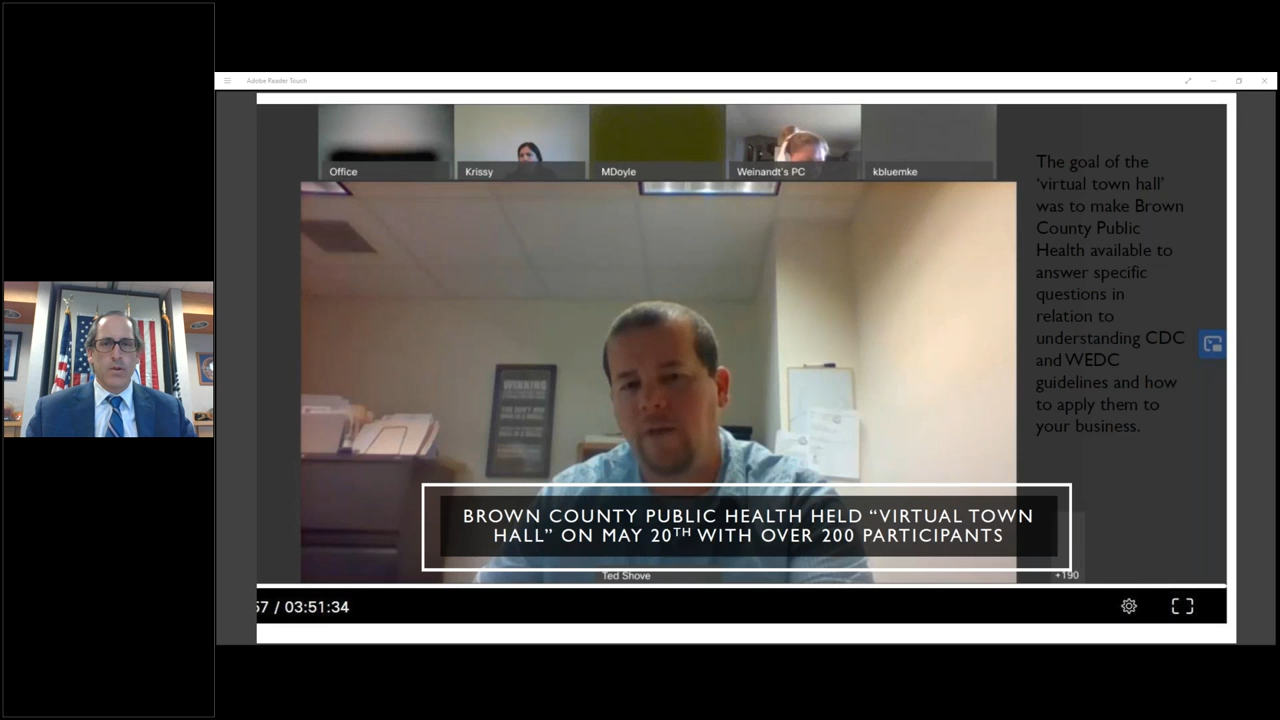 Adobe Reader Touch
Office
Krissy
MDoyle
Weinandt's PC
kbluemke
The goal of the
‘virtual town hall’
was to make Brown
County Public
Health available to
answer specific
questions in
relation to
understanding CDC
and WEDC
guidelines and how
to apply them to
your business.
WINNING
BROWN COUNTY PUBLIC HEALTH HELD “VIRTUAL TOWN
HALL” ON MAY 20TH WITH OVER 200 PARTICIPANTS
Ted Shove
+190
57 / 03:51:34